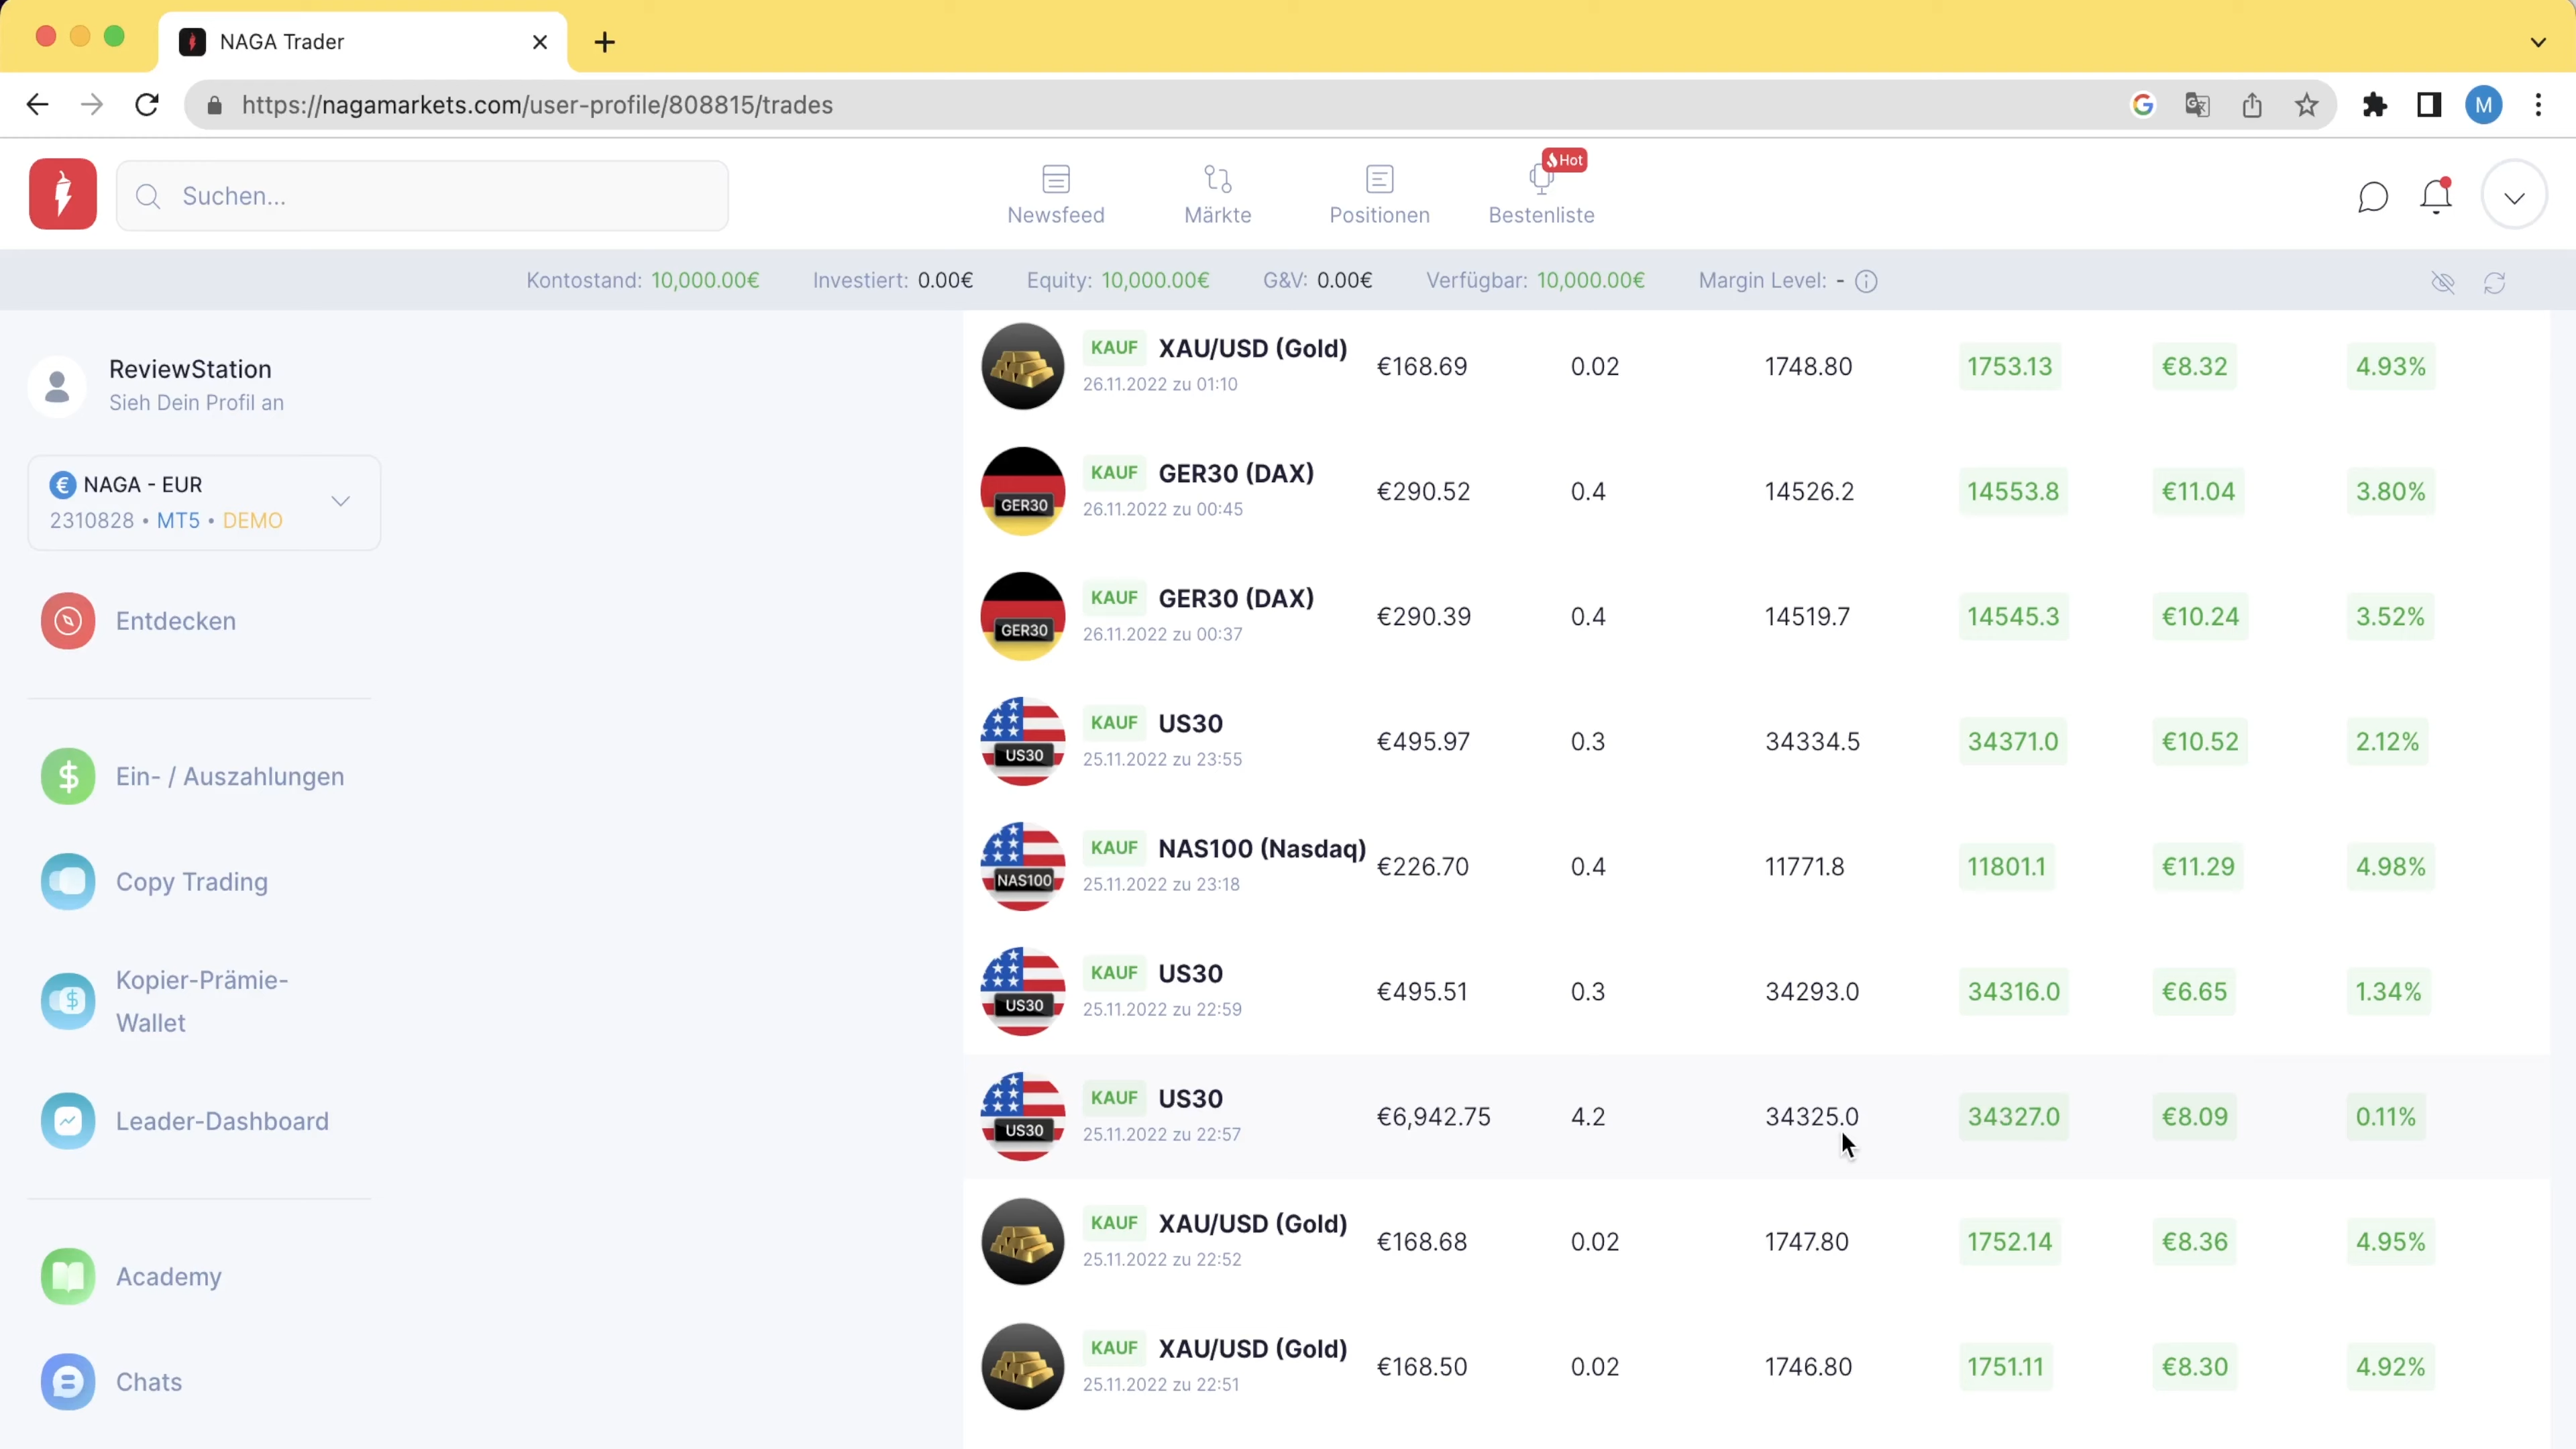 NAGA Trader
https://nagamarkets.com/user-profile/808815/trades
M
Suchen...
Newsfeed
Märkte
Positionen
Hot
Bestenliste
Kontostand: 10,000.00€ Investiert: 0.00€ Equity: 10,000.00€ G&V: 0.00€ Verfügbar: 10,000.00€ Margin Level: -
ReviewStation
Sieh Dein Profil an
€ NAGA - EUR
2310828 • MT5 • DEMO
Entdecken
Ein- / Auszahlungen
Copy Trading
Kopier-Prämie-
Wallet
Leader-Dashboard
Academy
Chats
KAUF XAU/USD (Gold) €168.69 0.02 1748.80 1753.13 €8.32 4.93%
26.11.2022 zu 01:10
GER30 KAUF GER30 (DAX) €290.52 0.4 14526.2 14553.8 €11.04 3.80%
26.11.2022 zu 00:45
GER30 KAUF GER30 (DAX) €290.39 0.4 14519.7 14545.3 €10.24 3.52%
26.11.2022 zu 00:37
US30 KAUF US30 €495.97 0.3 34334.5 34371.0 €10.52 2.12%
25.11.2022 zu 23:55
NAS100 KAUF NAS100 (Nasdaq) €226.70 0.4 11771.8 11801.1 €11.29 4.98%
25.11.2022 zu 23:18
US30 KAUF US30 €495.51 0.3 34293.0 34316.0 €6.65 1.34%
25.11.2022 zu 22:59
US30 KAUF US30 €6,942.75 4.2 34325.0 34327.0 €8.09 0.11%
25.11.2022 zu 22:57
KAUF XAU/USD (Gold) €168.68 0.02 1747.80 1752.14 €8.36 4.95%
25.11.2022 zu 22:52
KAUF XAU/USD (Gold) €168.50 0.02 1746.80 1751.11 €8.30 4.92%
25.11.2022 zu 22:51